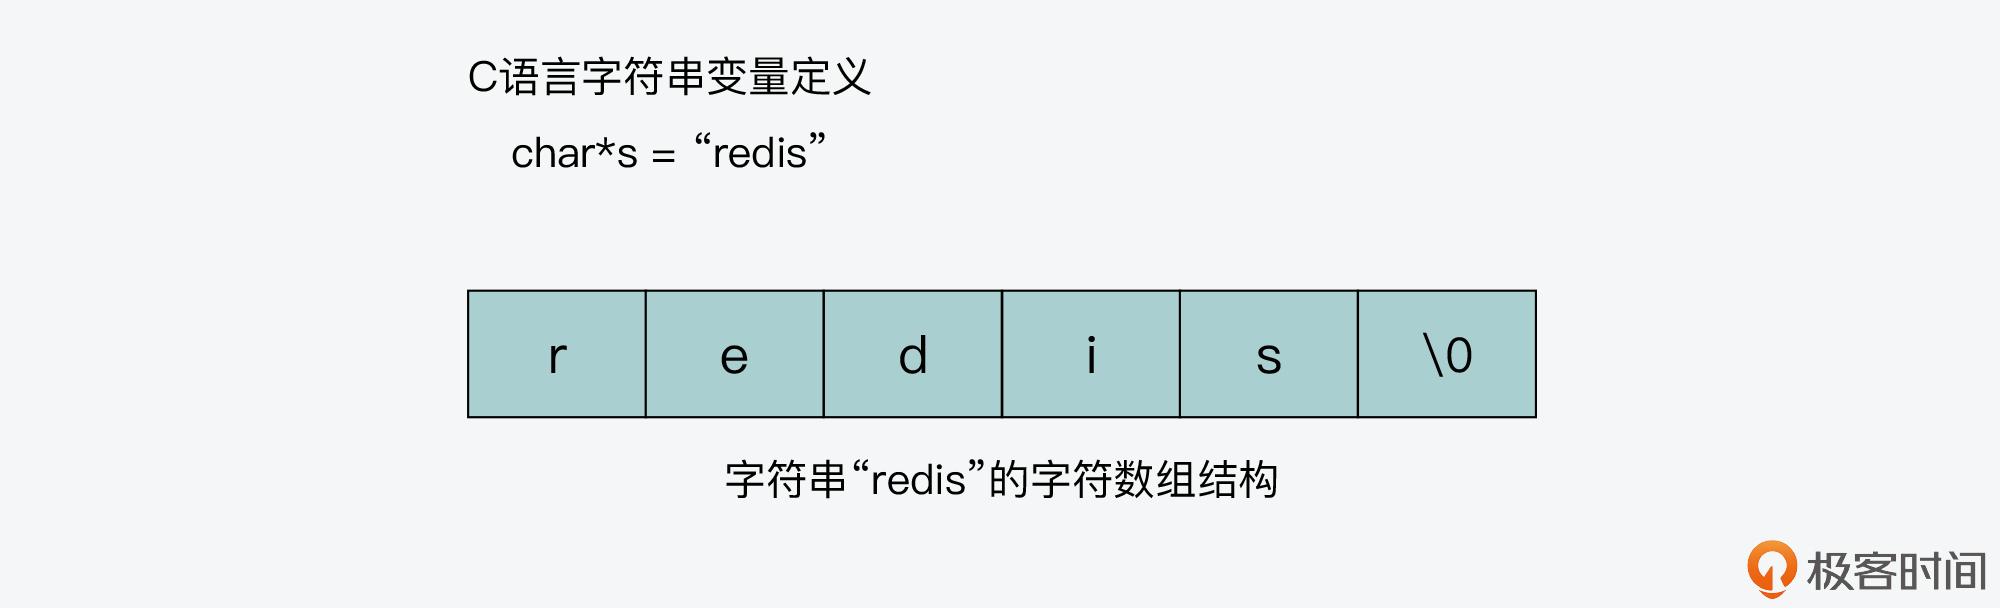 C语言字符串变量定义
char*s = “redis”
r e d i s \0
字符串“redis”的字符数组结构
极客时间